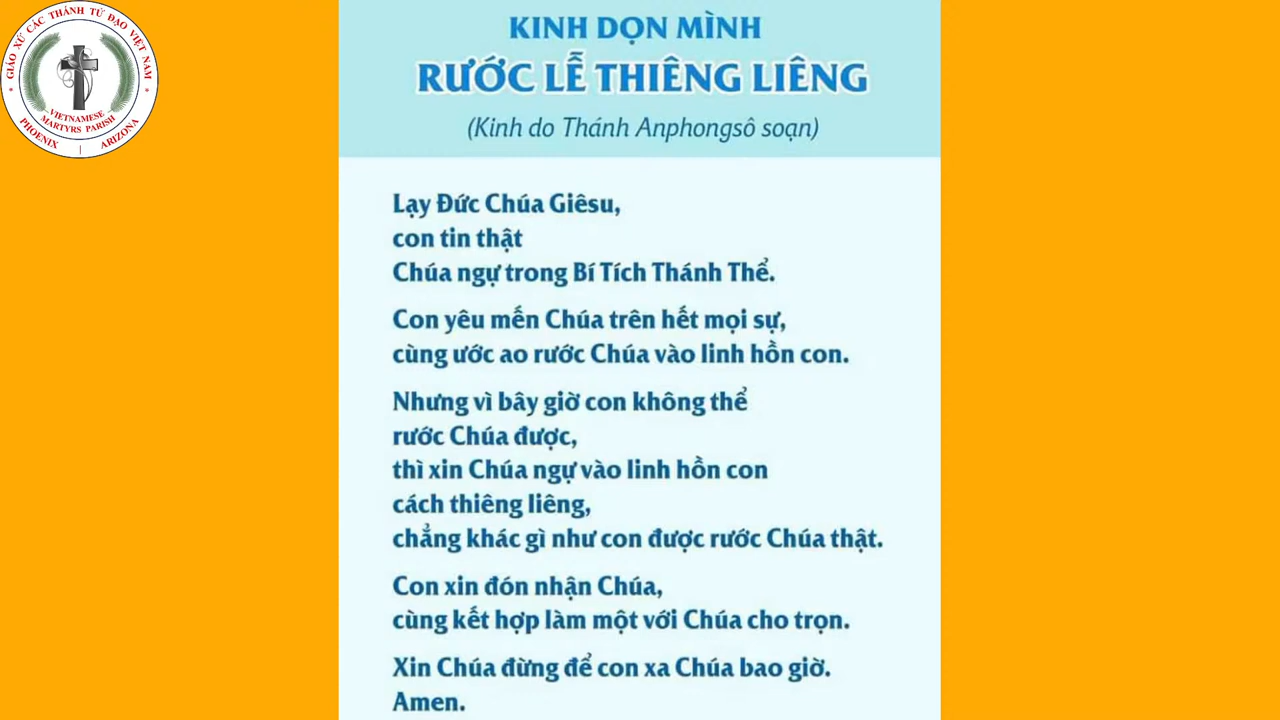 GIÁO XỨ CÁC THÁNH TỬ ĐẠO VIỆT NAM
VIETNAMESE
MARTYRS PARISH
PHOENIX | ARIZONA
KINH DỌN MÌNH
RƯỚC LỄ THIÊNG LIÊNG
(Kinh do Thánh Anphongsô soạn)
Lạy Đức Chúa Giêsu,
con tin thật
Chúa ngự trong Bí Tích Thánh Thể.
Con yêu mến Chúa trên hết mọi sự,
cùng ước ao rước Chúa vào linh hồn con.
Nhưng vì bây giờ con không thể
rước Chúa được,
thì xin Chúa ngự vào linh hồn con
cách thiêng liêng,
chẳng khác gì như con được rước Chúa thật.
Con xin đón nhận Chúa,
cùng kết hợp làm một với Chúa cho trọn.
Xin Chúa đừng để con xa Chúa bao giờ.
Amen.